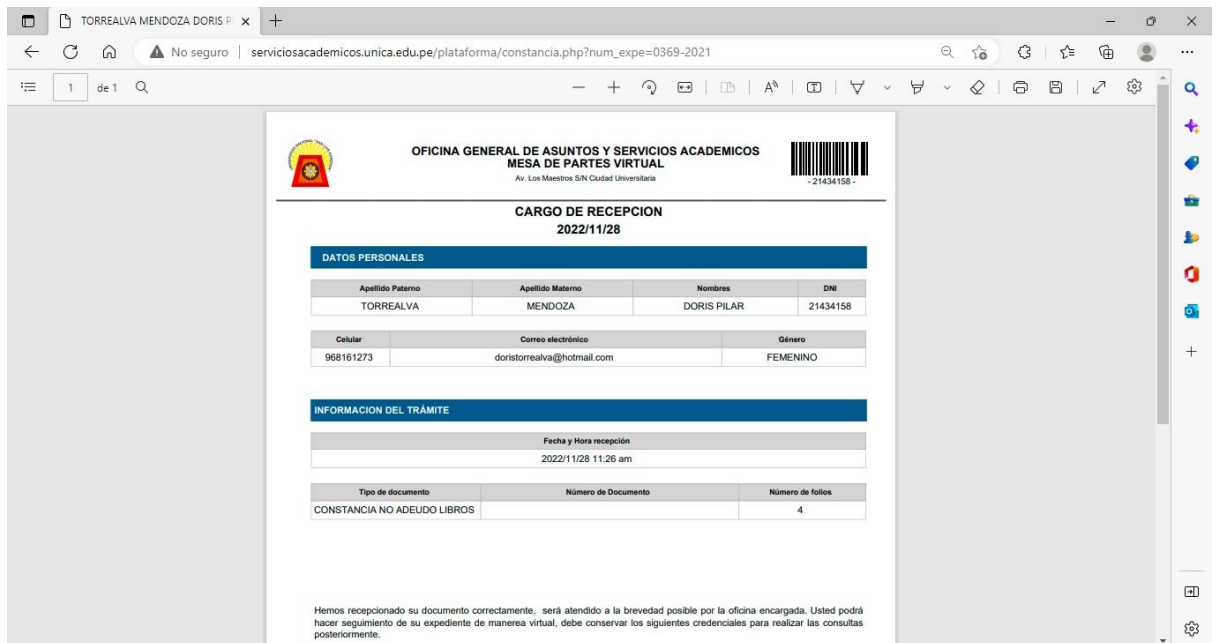 TORREALVA MENDOZA DORIS P
No seguro | serviciosacademicos.unica.edu.pe/plataforma/constancia.php?num_expe=0369-2021
1 de 1
OFICINA GENERAL DE ASUNTOS Y SERVICIOS ACADEMICOS
MESA DE PARTES VIRTUAL
Av. Los Maestros S/N Ciudad Universitaria
- 21434158 -
CARGO DE RECEPCION
2022/11/28
DATOS PERSONALES
Apellido Paterno Apellido Materno Nombres DNI
TORREALVA MENDOZA DORIS PILAR 21434158
Celular Correo electrónico Género
968161273 doristorrealva@hotmail.com FEMENINO
INFORMACION DEL TRÁMITE
Fecha y Hora recepción
2022/11/28 11:26 am
Tipo de documento Número de Documento Número de folios
CONSTANCIA NO ADEUDO LIBROS 4
Hemos recepcionado su documento correctamente, será atendido a la brevedad posible por la oficina encargada. Usted podrá
hacer seguimiento de su expediente de manerea virtual, debe conservar los siguientes credenciales para realizar las consultas
posteriormente.